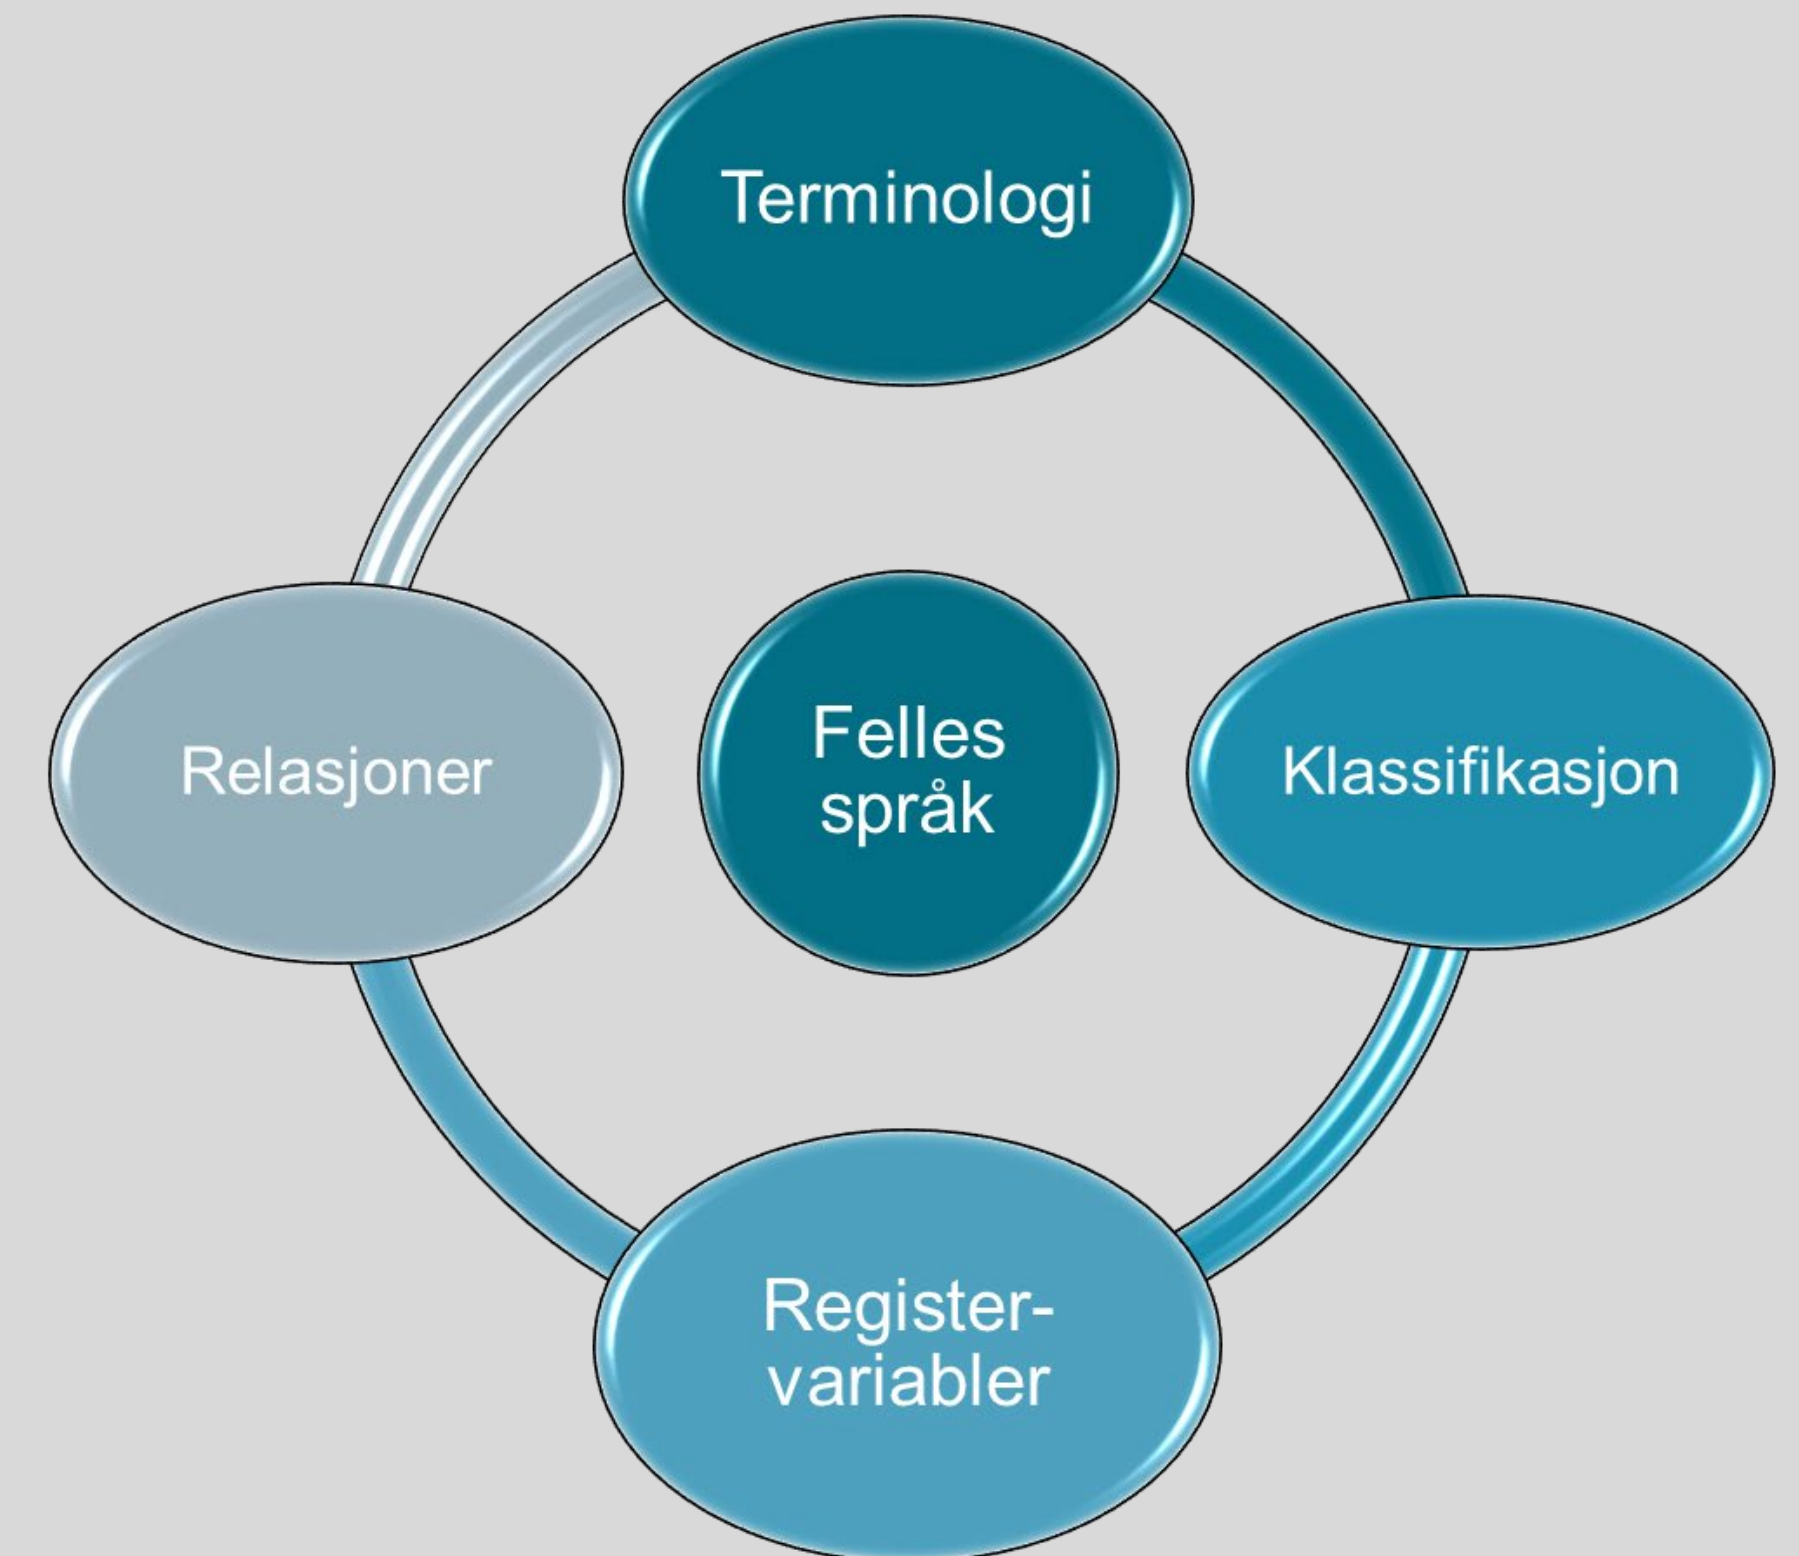 Terminologi
Relasjoner
Felles
språk
Klassifikasjon
Register-
variabler